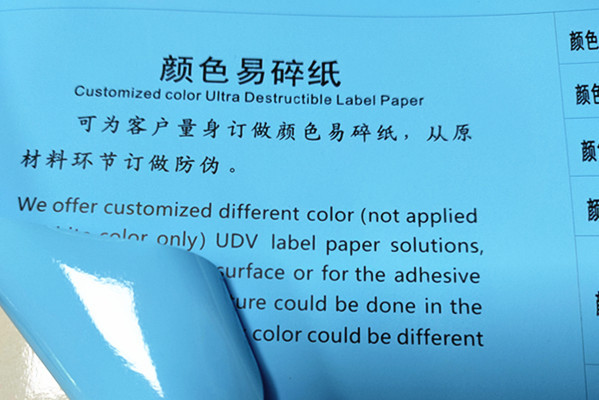 颜色易碎纸
Customized color Ultra Destructible Label Paper
可为客户量身订做颜色易碎纸，从原
材料环节订做防伪。
We offer customized different color (not applied
color only) UDV label paper solutions,
surface or for the adhesive
could be done in the
color could be different
颜色
颜色
颜
颜